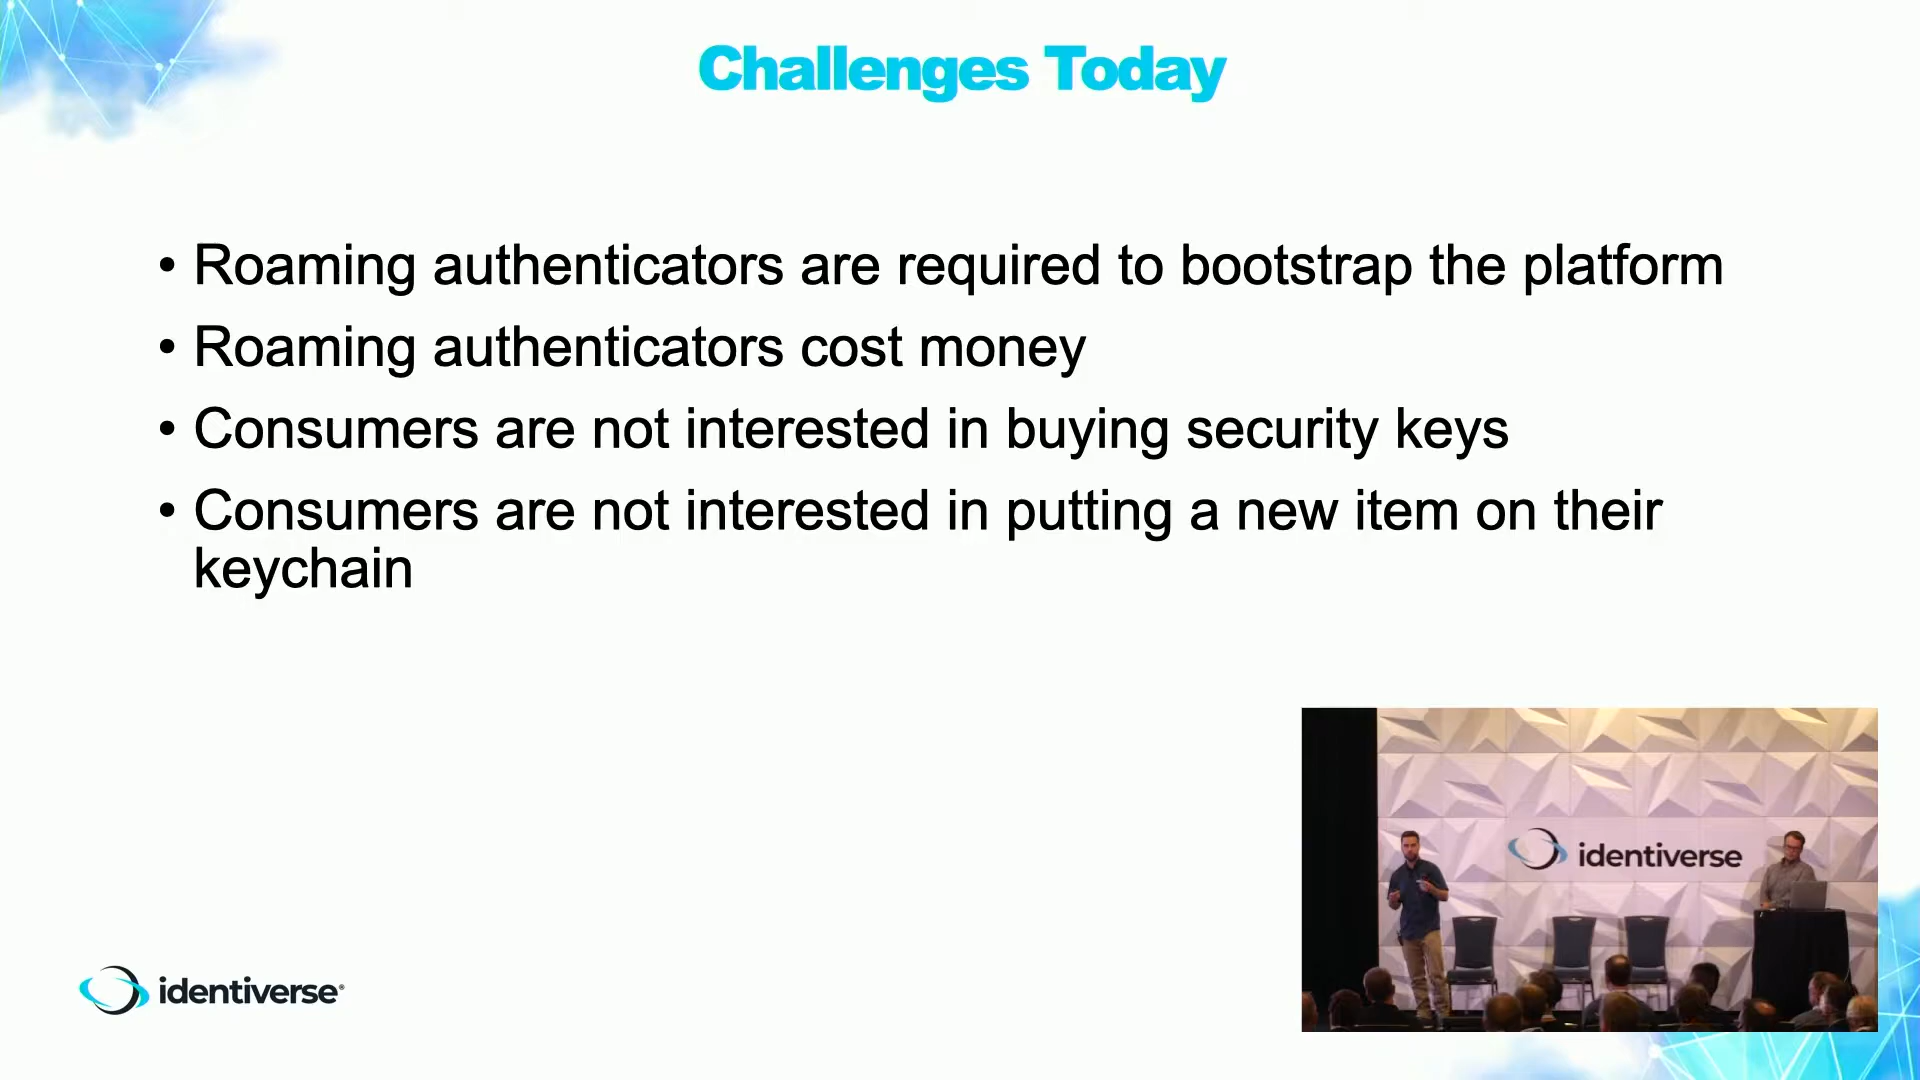 Challenges Today
• Roaming authenticators are required to bootstrap the platform
• Roaming authenticators cost money
• Consumers are not interested in buying security keys
• Consumers are not interested in putting a new item on their
keychain
identiverse
identiverse®